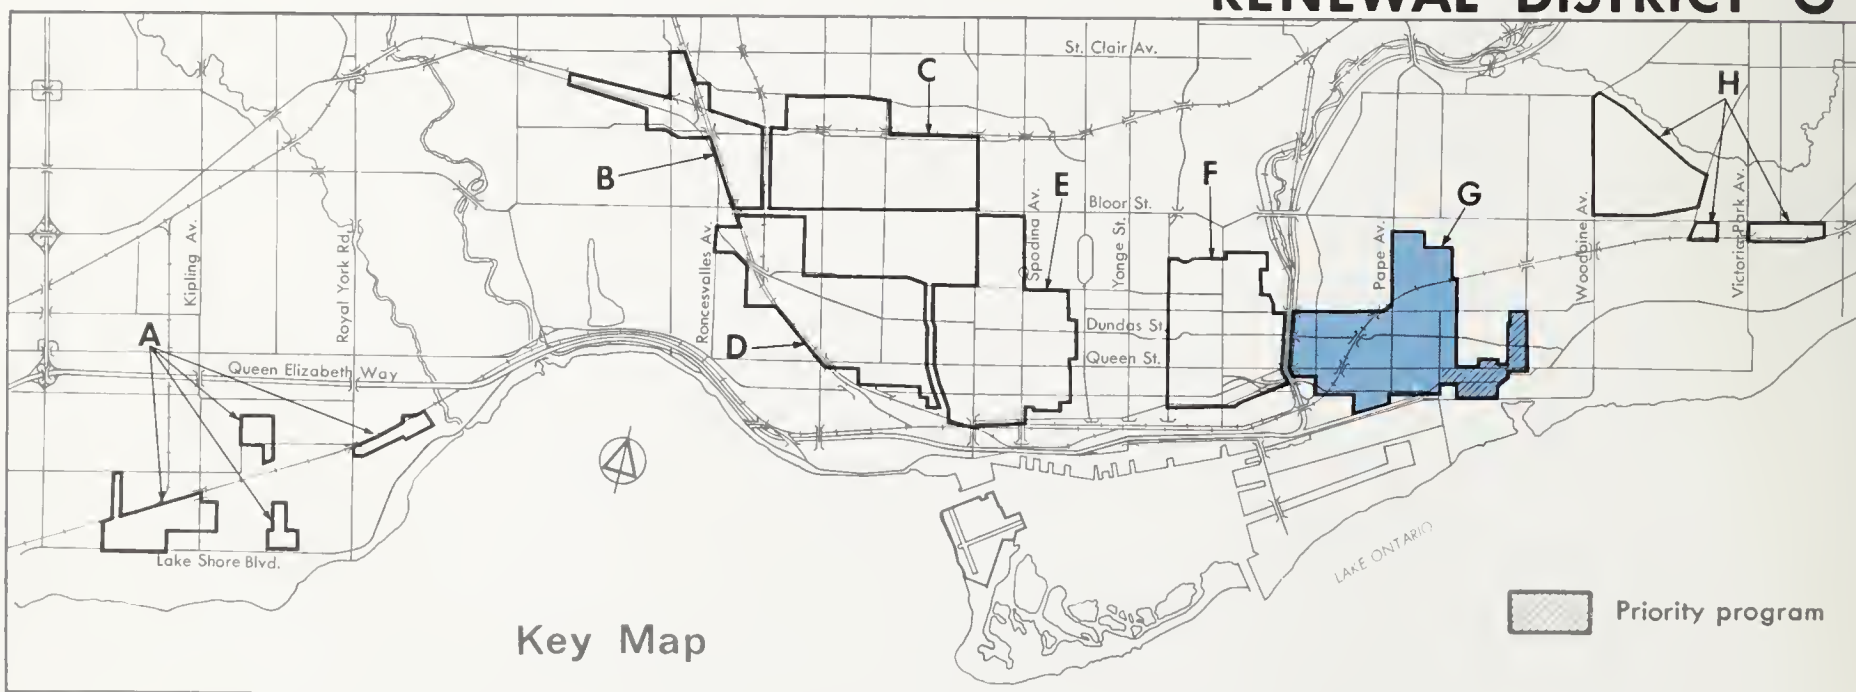 RENEWAL DISTRICT
St. Clair Av.
C
H
B
F
E
G
Bloor St.
Kipling Av.
Royal York Rd.
Roncesvalles Av.
Spadina Av.
Yonge St.
Pape Av.
Woodbine Av.
Victoria Park Av.
A
D
Dundas St.
Queen St.
Queen Elizabeth Way
Lake Shore Blvd.
LAKE ONTARIO
Key Map
Priority program